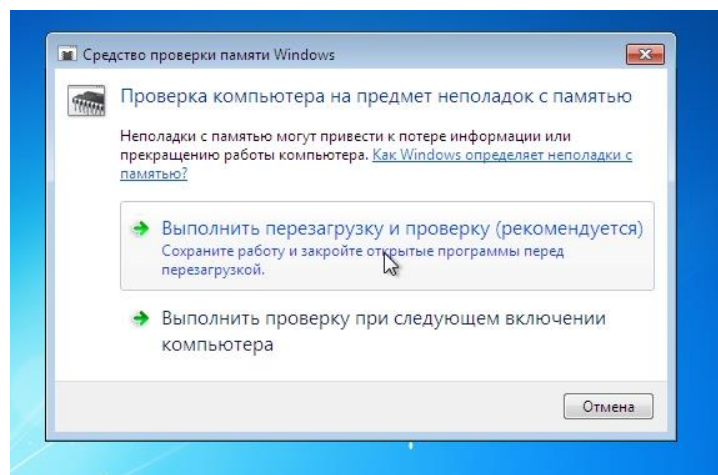 Средство проверки памяти Windows
Проверка компьютера на предмет неполадок с памятью
Неполадки с памятью могут привести к потере информации или
прекращению работы компьютера. Как Windows определяет неполадки с
памятью?
Выполнить перезагрузку и проверку (рекомендуется)
Сохраните работу и закройте открытые программы перед
перезагрузкой.
Выполнить проверку при следующем включении
компьютера
Отмена